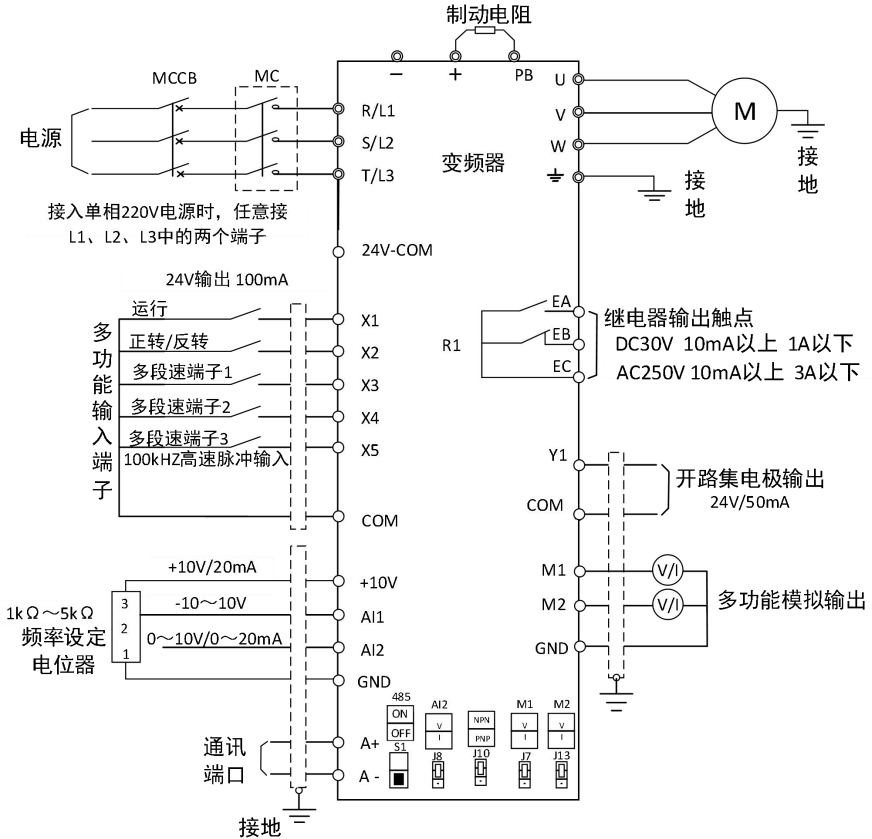 制动电阻
− + PB
MCCB MC
电源
R/L1
S/L2
T/L3
U
V
W
M
接地
接地
变频器
接入单相220V电源时，任意接
L1、L2、L3中的两个端子
24V-COM
24V输出 100mA
多功能输入端子
运行
X1
正转/反转
X2
多段速端子1
X3
多段速端子2
X4
多段速端子3
X5
100kHZ高速脉冲输入
COM
R1
EA
EB
EC
继电器输出触点
DC30V 10mA以上 1A以下
AC250V 10mA以上 3A以下
Y1
COM
开路集电极输出
24V/50mA
+10V/20mA
+10V
-10～10V
AI1
0～10V/0～20mA
AI2
GND
1kΩ～5kΩ
频率设定
电位器
3
2
1
M1 V/I
M2 V/I
GND
多功能模拟输出
通讯
端口
A+
A -
接地
485 AI2 M1 M2
ON V NPN V V
OFF I PNP I I
S1 J8 J10 J7 J13